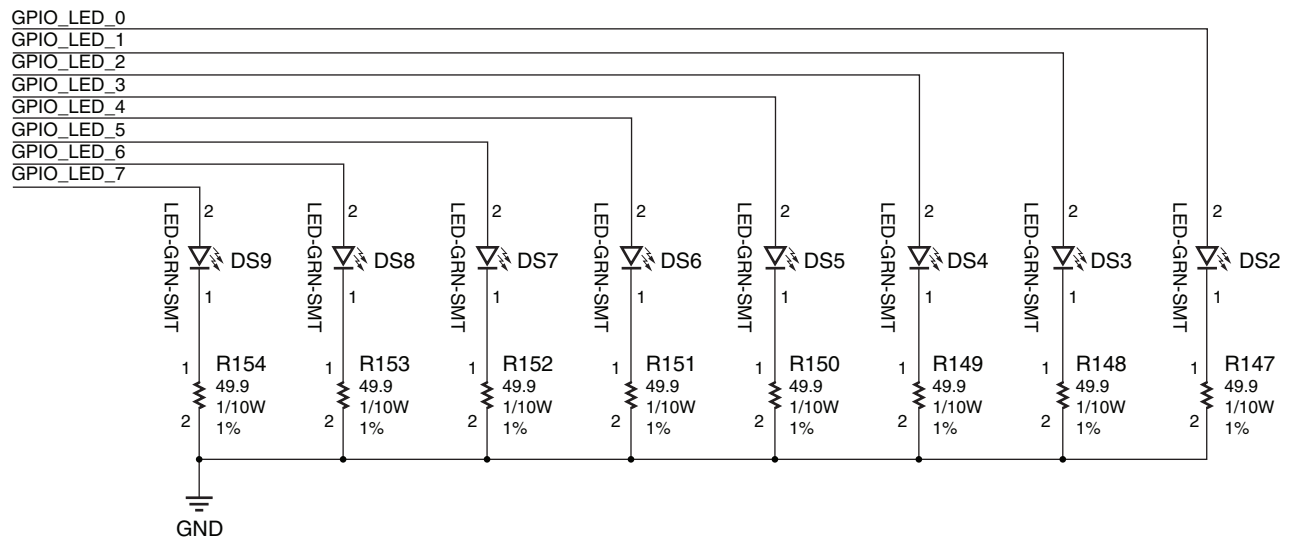 GPIO_LED_0
GPIO_LED_1
GPIO_LED_2
GPIO_LED_3
GPIO_LED_4
GPIO_LED_5
GPIO_LED_6
GPIO_LED_7
2 2 2 2 2 2 2 2
LED-GRN-SMT LED-GRN-SMT LED-GRN-SMT LED-GRN-SMT LED-GRN-SMT LED-GRN-SMT LED-GRN-SMT LED-GRN-SMT
DS9 DS8 DS7 DS6 DS5 DS4 DS3 DS2
1 1 1 1 1 1 1 1
1 R154 1 R153 1 R152 1 R151 1 R150 1 R149 1 R148 1 R147
49.9 49.9 49.9 49.9 49.9 49.9 49.9 49.9
1/10W 1/10W 1/10W 1/10W 1/10W 1/10W 1/10W 1/10W
2 1% 2 1% 2 1% 2 1% 2 1% 2 1% 2 1% 2 1%
GND